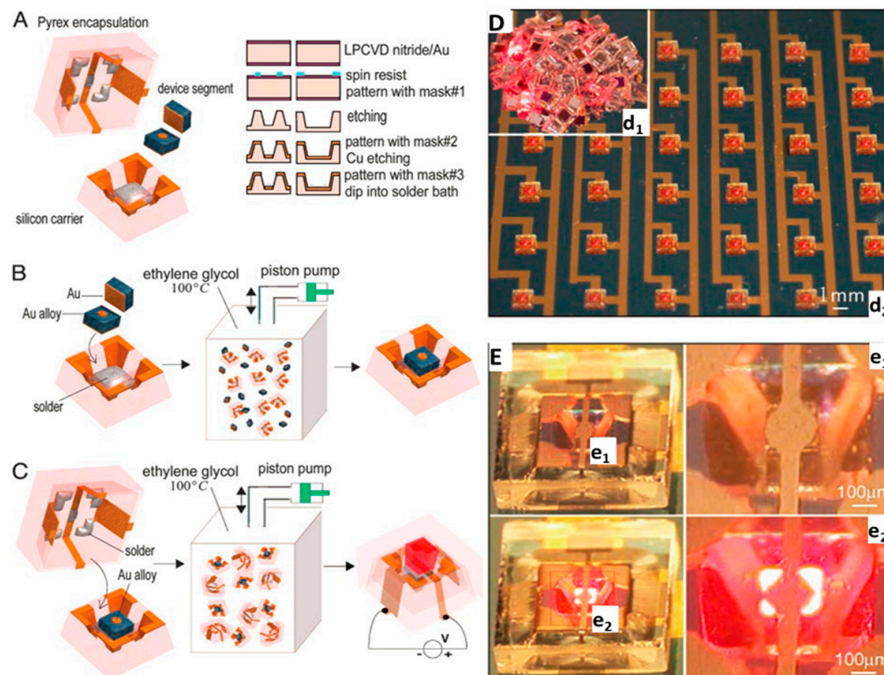 A
Pyrex encapsulation
device segment
silicon carrier
LPCVD nitride/Au
spin resist
pattern with mask#1
etching
pattern with mask#2
Cu etching
pattern with mask#3
dip into solder bath
B
Au
Au alloy
solder
ethylene glycol
100°C
piston pump
C
solder
Au alloy
ethylene glycol
100°C
piston pump
V
- +
D
d1
1mm
E
e1
100μm
e2
e2
100μm